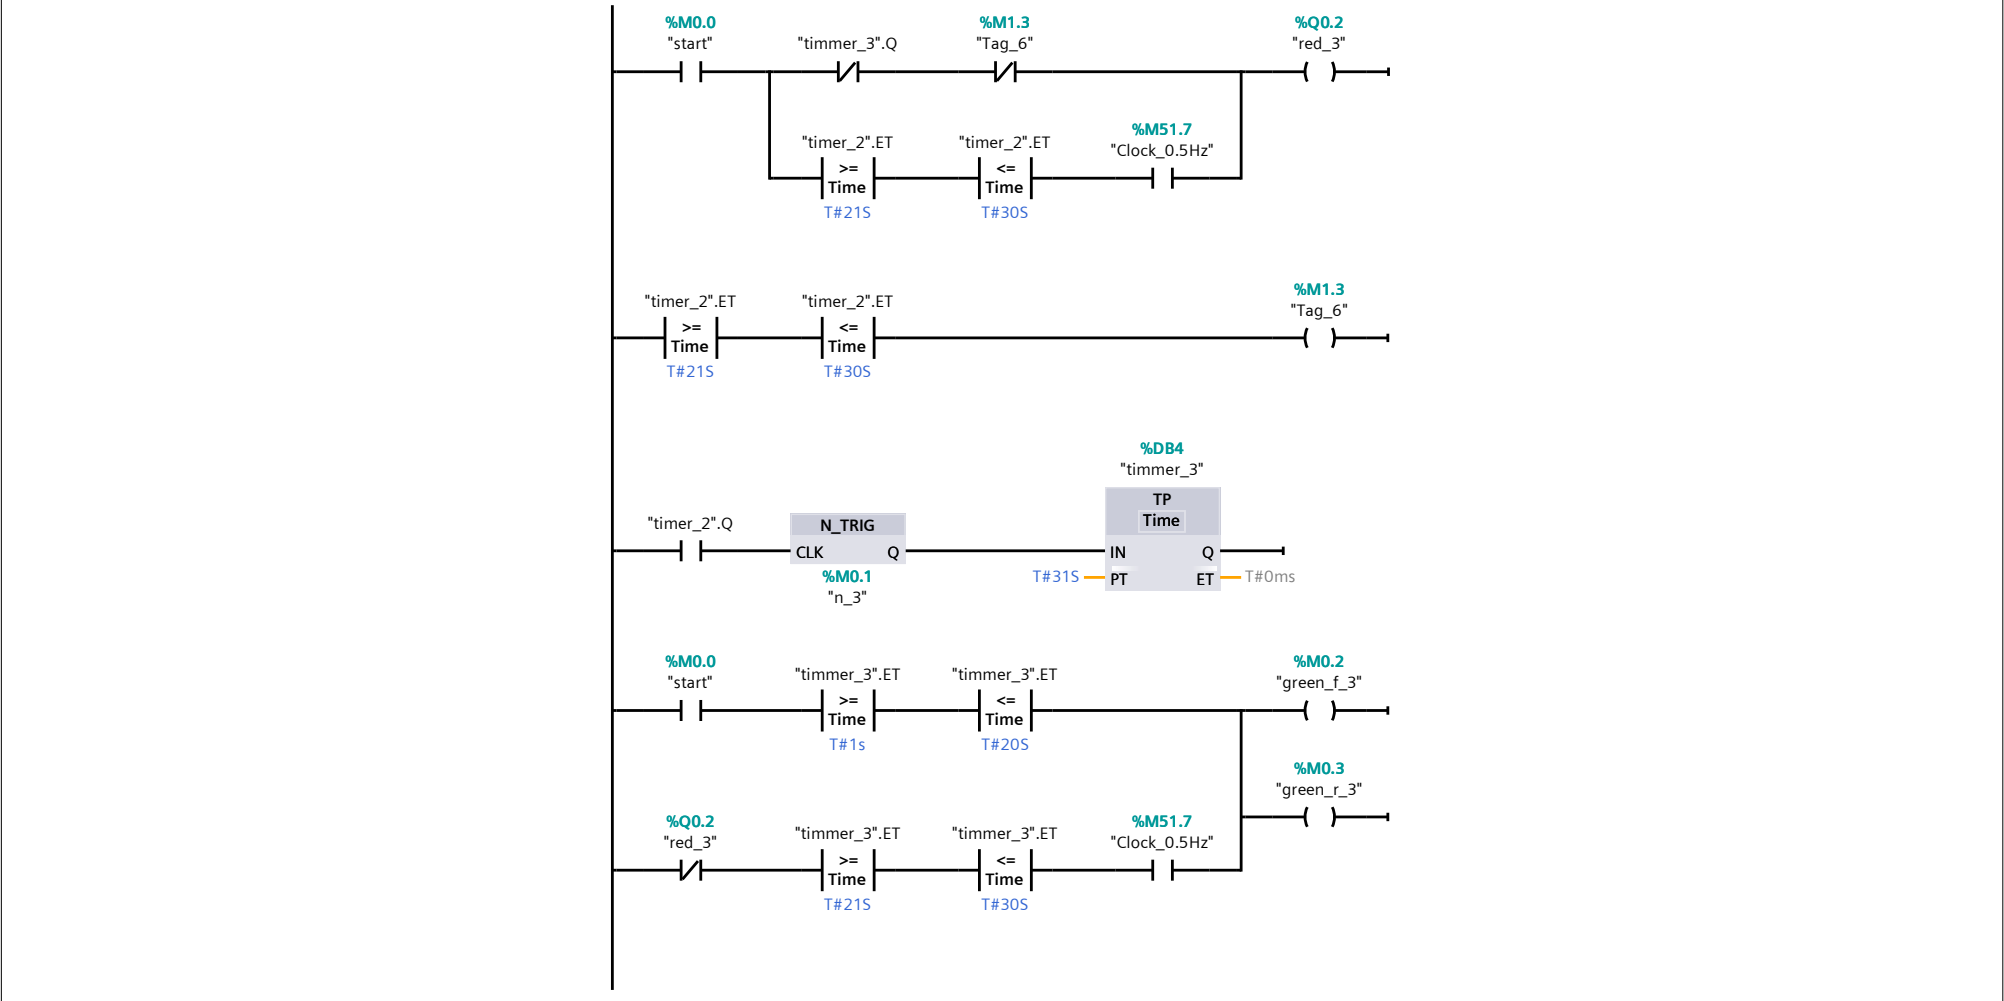 %M0.0 %M1.3 %Q0.2
"start" "timmer_3".Q "Tag_6" "red_3"
%M51.7
"timer_2".ET "timer_2".ET "Clock_0.5Hz"
>= <=
Time Time
T#21S T#30S
%M1.3
"timer_2".ET "timer_2".ET "Tag_6"
>= <=
Time Time
T#21S T#30S
%DB4
"timmer_3"
TP
Time
"timer_2".Q N_TRIG
CLK Q IN Q
%M0.1 T#31S PT ET T#0ms
"n_3"
%M0.0 %M0.2
"start" "timmer_3".ET "timmer_3".ET "green_f_3"
>= <=
Time Time
T#1s T#20S
%M0.3
"green_r_3"
%Q0.2 %M51.7
"red_3" "timmer_3".ET "timmer_3".ET "Clock_0.5Hz"
>= <=
Time Time
T#21S T#30S